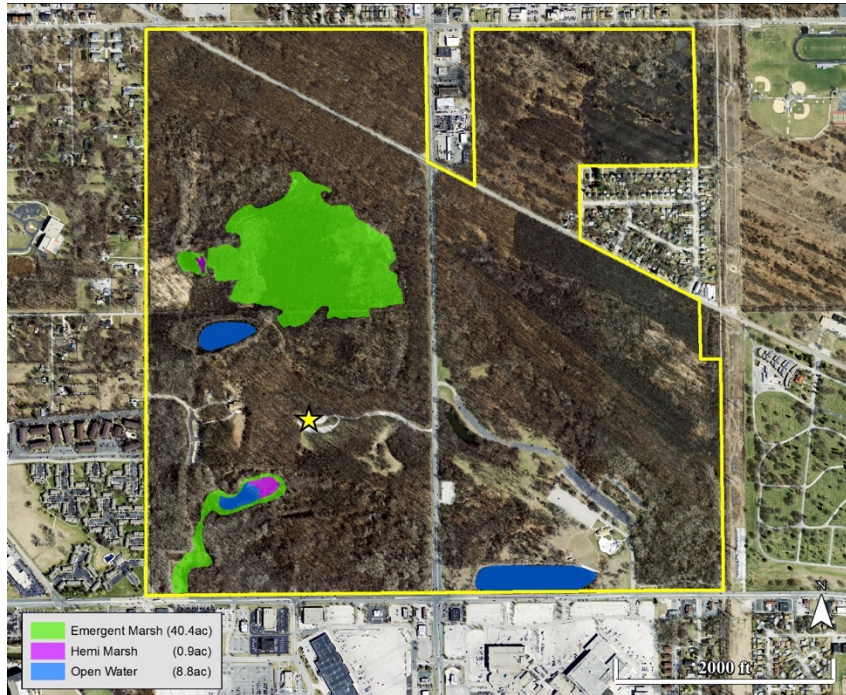 N
2000 ft
Emergent Marsh (40.4ac)
Hemi Marsh (0.9ac)
Open Water (8.8ac)